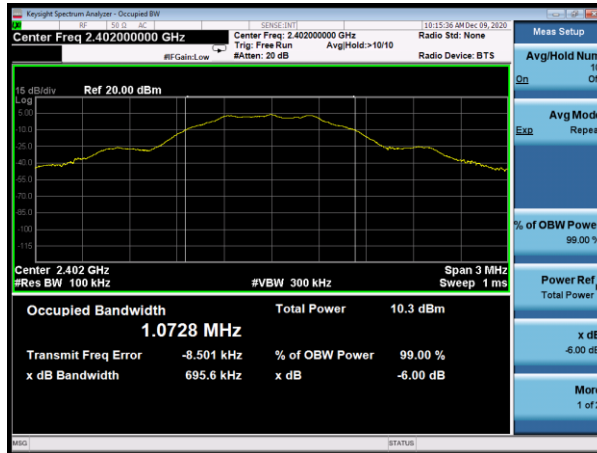 Keysight Spectrum Analyzer - Occupied BW
RF 50 Ω AC SENSE:INT 10:15:36 AM Dec 09, 2020
Center Freq 2.402000000 GHz
Center Freq: 2.402000000 GHz
Radio Std: None
Trig: Free Run Avg|Hold:>10/10
#IFGain:Low #Atten: 20 dB Radio Device: BTS
15 dB/div Ref 20.00 dBm
Log
5.00
-10.0
-25.0
-40.0
-55.0
-70.0
-85.0
-100
-115
Center 2.402 GHz Span 3 MHz
#Res BW 100 kHz #VBW 300 kHz Sweep 1 ms
Occupied Bandwidth Total Power 10.3 dBm
1.0728 MHz
Transmit Freq Error -8.501 kHz % of OBW Power 99.00 %
x dB Bandwidth 695.6 kHz x dB -6.00 dB
MSG STATUS
Meas Setup
Avg/Hold Num
10
On Of
Avg Mode
Exp Repea
% of OBW Powe
99.00 %
Power Ref
Total Power
x dB
-6.00 dB
More
1 of